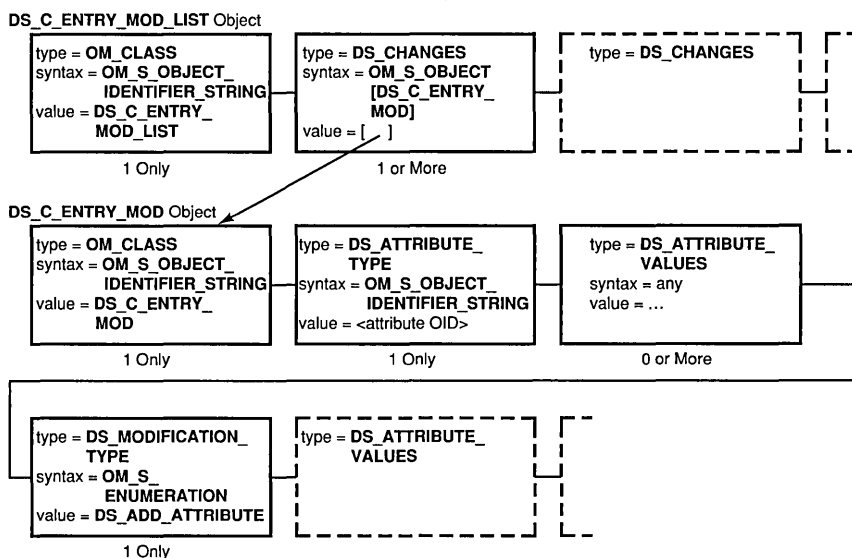 DS_C_ENTRY_MOD_LIST Object
type = OM_CLASS
syntax = OM_S_OBJECT_
IDENTIFIER_STRING
value = DS_C_ENTRY_
MOD_LIST
1 Only
type = DS_CHANGES
syntax = OM_S_OBJECT
[DS_C_ENTRY_
MOD]
value = [ ]
1 or More
type = DS_CHANGES
DS_C_ENTRY_MOD Object
type = OM_CLASS
syntax = OM_S_OBJECT_
IDENTIFIER_STRING
value = DS_C_ENTRY_
MOD
1 Only
type = DS_ATTRIBUTE_
TYPE
syntax = OM_S_OBJECT_
IDENTIFIER_STRING
value = <attribute OID>
1 Only
type = DS_ATTRIBUTE_
VALUES
syntax = any
value = ...
0 or More
type = DS_MODIFICATION_
TYPE
syntax = OM_S_
ENUMERATION
value = DS_ADD_ATTRIBUTE
1 Only
type = DS_ATTRIBUTE_
VALUES